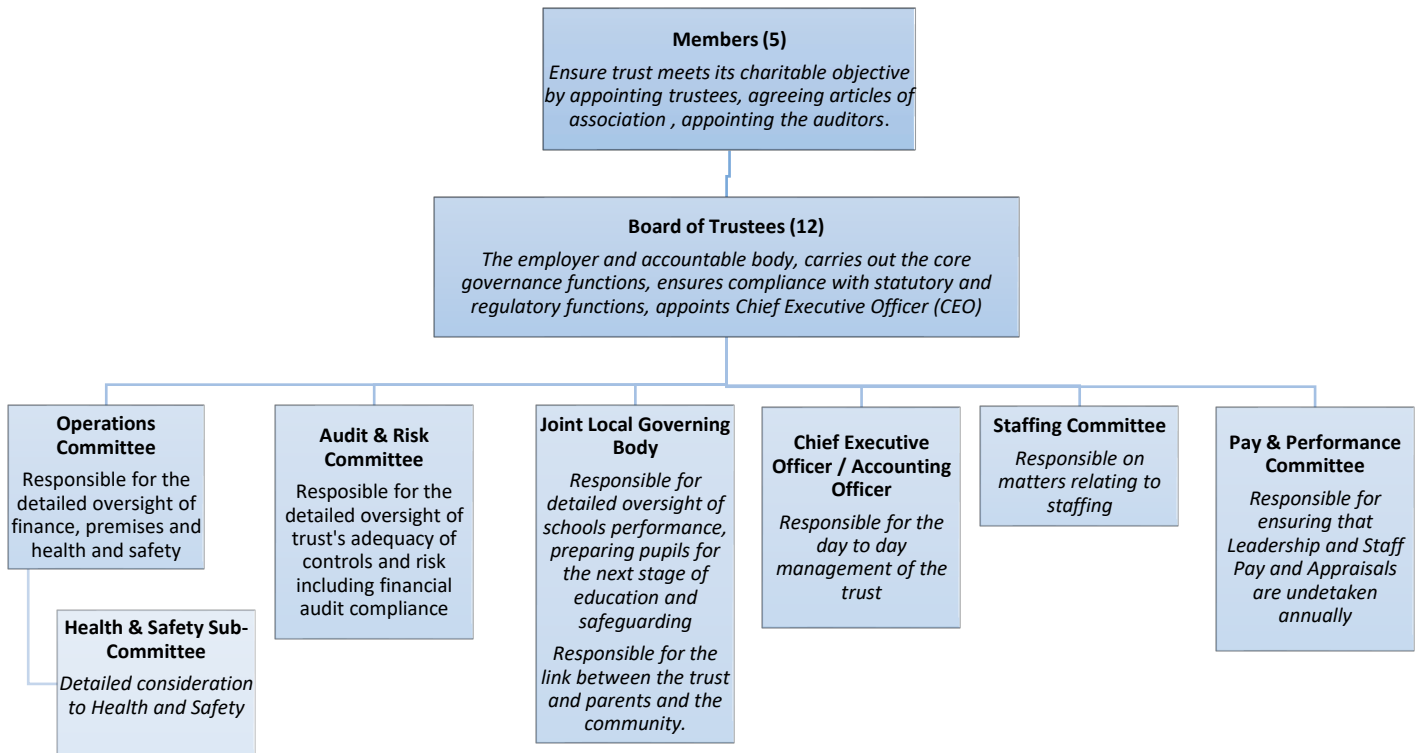 Members (5)
Ensure trust meets its charitable objective
by appointing trustees, agreeing articles of
association , appointing the auditors.
Board of Trustees (12)
The employer and accountable body, carries out the core
governance functions, ensures compliance with statutory and
regulatory functions, appoints Chief Executive Officer (CEO)
Operations
Committee
Responsible for the
detailed oversight of
finance, premises and
health and safety
Health & Safety Sub-
Committee
Detailed consideration
to Health and Safety
Audit & Risk
Committee
Resposible for the
detailed oversight of
trust's adequacy of
controls and risk
including financial
audit compliance
Joint Local Governing
Body
Responsible for
detailed oversight of
schools performance,
preparing pupils for
the next stage of
education and
safeguarding
Responsible for the
link between the trust
and parents and the
community.
Chief Executive
Officer / Accounting
Officer
Responsible for the
day to day
management of the
trust
Staffing Committee
Responsible on
matters relating to
staffing
Pay & Performance
Committee
Responsible for
ensuring that
Leadership and Staff
Pay and Appraisals
are undetaken
annually